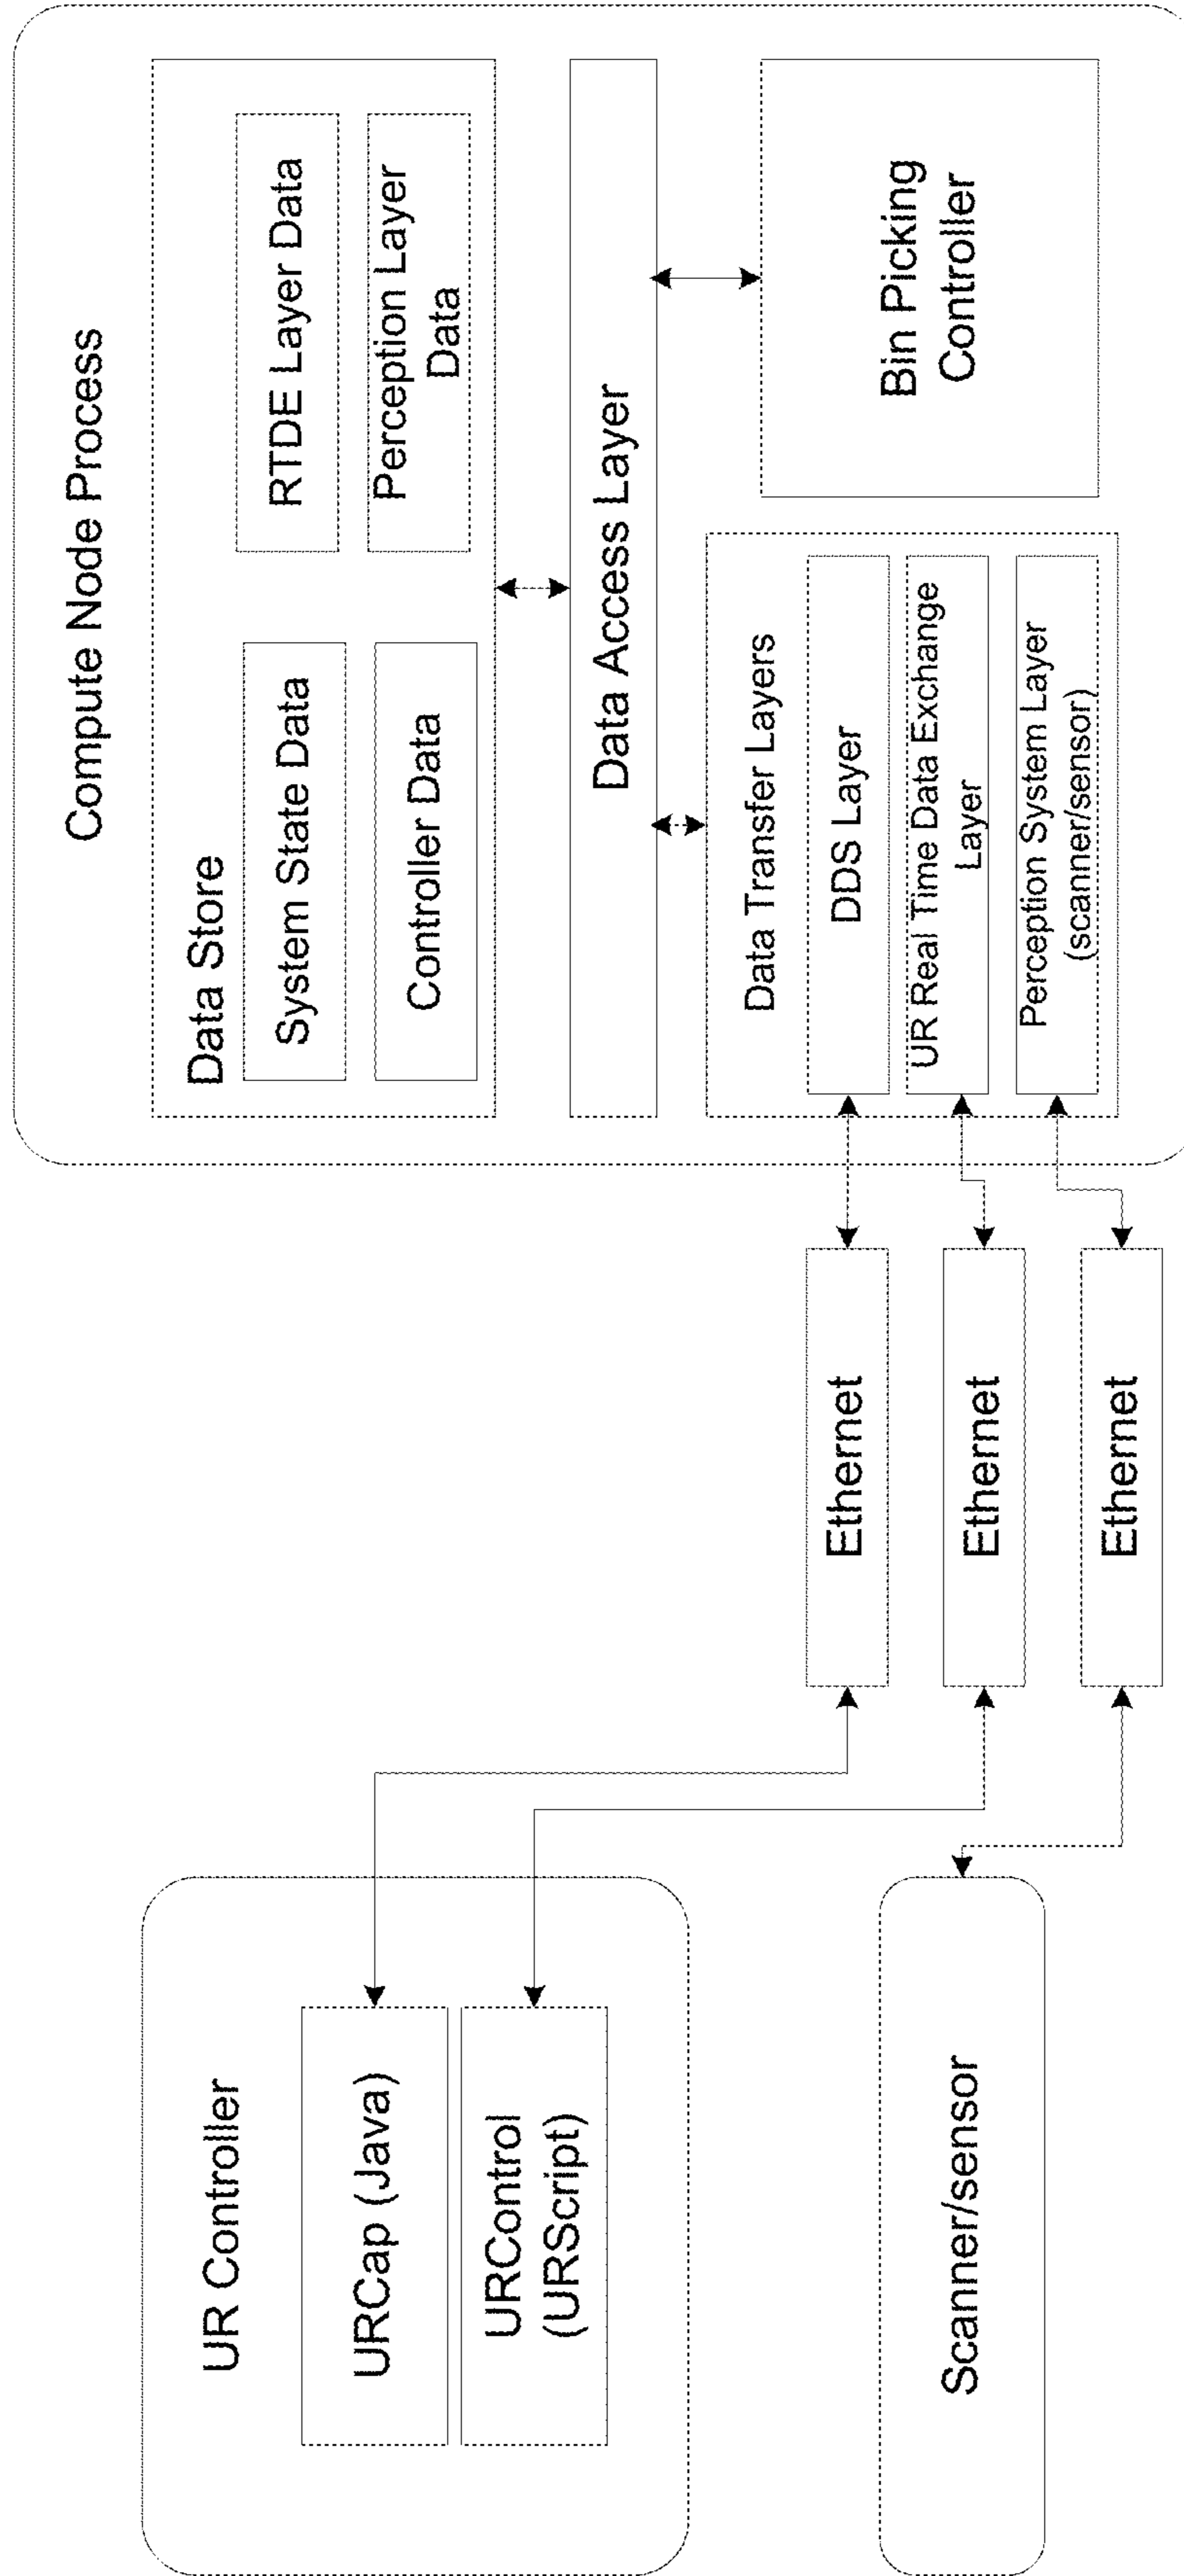 UR Controller
URCap (Java)
URControl
(URScript)
Scanner/sensor
Ethernet
Ethernet
Ethernet
Compute Node Process
Data Store
System State Data
RTDE Layer Data
Controller Data
Perception Layer
Data
Data Access Layer
Data Transfer Layers
DDS Layer
UR Real Time Data Exchange
Layer
Perception System Layer
(scanner/sensor)
Bin Picking
Controller